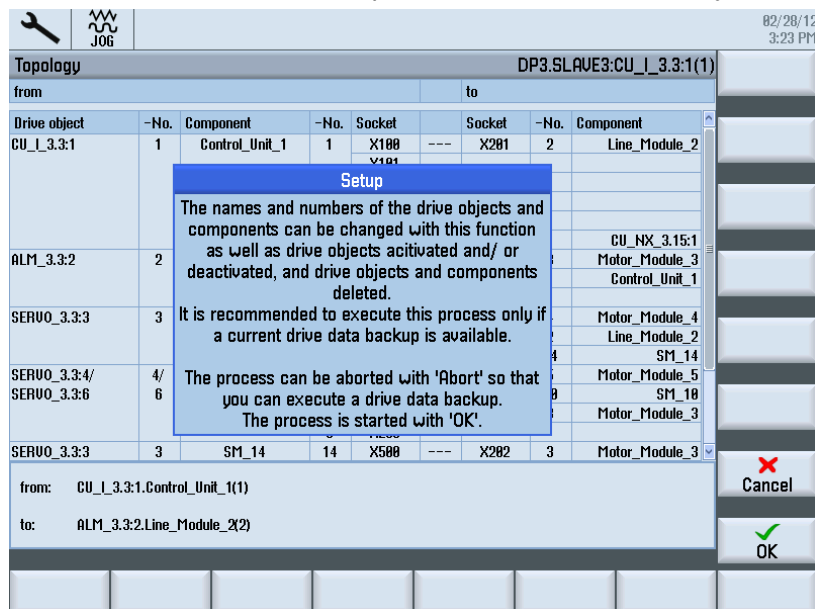 02/28/12
JOG
3:23 PM
Topology DP3.SLAVE3:CU_I_3.3:1(1)
from to
Drive object -No. Component -No. Socket Socket -No. Component
CU_I_3.3:1 1 Control_Unit_1 1 X100 --- X201 2 Line_Module_2
X101
Setup
The names and numbers of the drive objects and
components can be changed with this function
as well as drive objects acitivated and/ or
deactivated, and drive objects and components
deleted.
It is recommended to execute this process only if
a current drive data backup is available.
The process can be aborted with 'Abort' so that
you can execute a drive data backup.
The process is started with 'OK'.
CU_NX_3.15:1
ALM_3.3:2 2 Motor_Module_3
Control_Unit_1
SERVO_3.3:3 3 Motor_Module_4
Line_Module_2
4 SM_14
SERVO_3.3:4/ 4/ Motor_Module_5
SERVO_3.3:6 6 SM_10
Motor_Module_3
SERVO_3.3:3 3 SM_14 14 X500 --- X202 3 Motor_Module_3
from: CU_I_3.3:1.Control_Unit_1(1)
to: ALM_3.3:2.Line_Module_2(2)
Cancel
OK